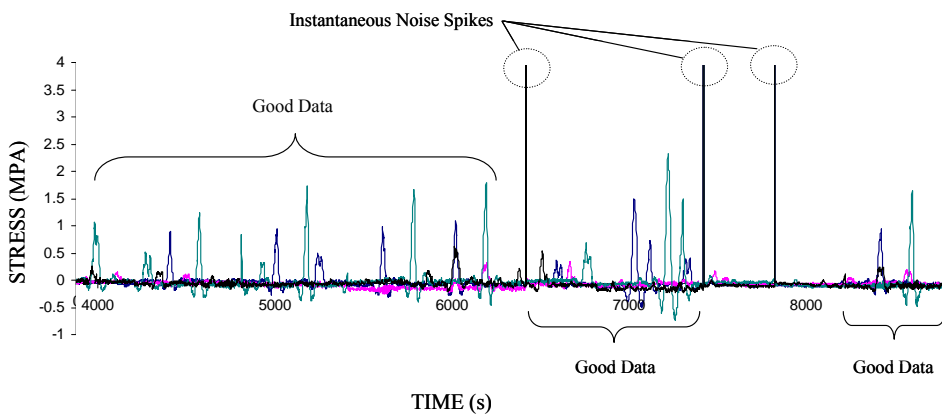 Instantaneous Noise Spikes
Good Data
STRESS (MPA)
4
3.5
3
2.5
2
1.5
1
0.5
0
-0.5
-1
4000 5000 6000 7000 8000
Good Data Good Data
TIME (s)